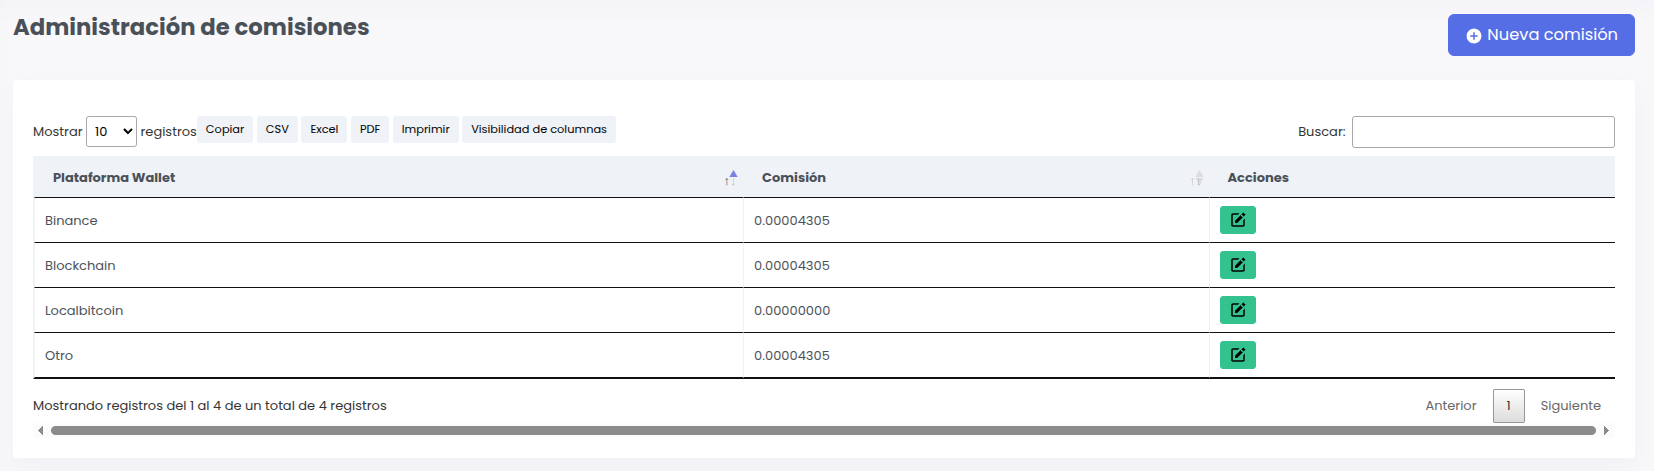 Administración de comisiones
Nueva comisión
Mostrar 10 registros Copiar CSV Excel PDF Imprimir Visibilidad de columnas Buscar:
Plataforma Wallet Comisión Acciones
Binance 0.00004305
Blockchain 0.00004305
Localbitcoin 0.00000000
Otro 0.00004305
Mostrando registros del 1 al 4 de un total de 4 registros Anterior 1 Siguiente